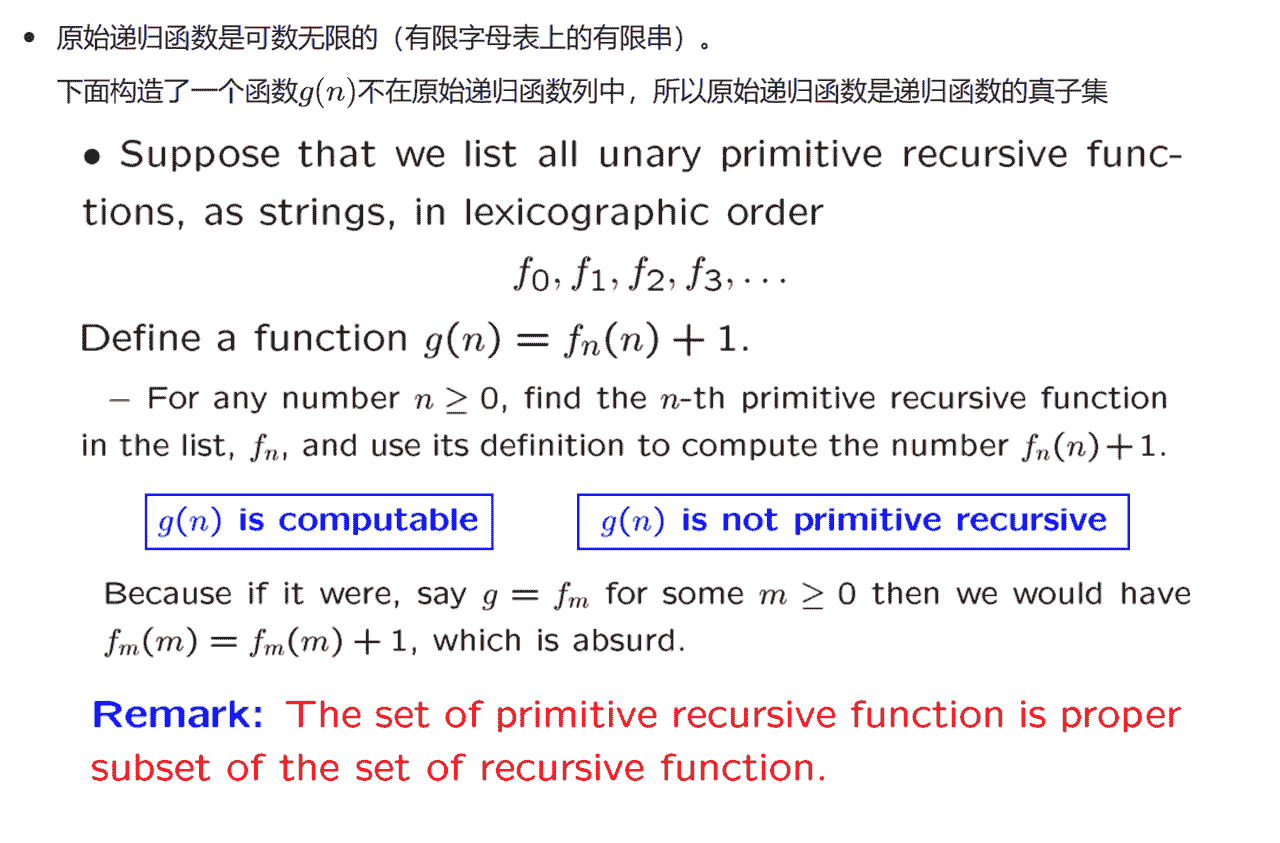 • 原始递归函数是可数无限的（有限字母表上的有限串）。
下面构造了一个函数g(n)不在原始递归函数列中，所以原始递归函数是递归函数的真子集
• Suppose that we list all unary primitive recursive func-
tions, as strings, in lexicographic order
f₀, f₁, f₂, f₃, . . .
Define a function g(n) = fₙ(n) + 1.
– For any number n ≥ 0, find the n-th primitive recursive function
in the list, fₙ, and use its definition to compute the number fₙ(n)+1.
g(n) is computable g(n) is not primitive recursive
Because if it were, say g = fₘ for some m ≥ 0 then we would have
fₘ(m) = fₘ(m) + 1, which is absurd.
Remark: The set of primitive recursive function is proper
subset of the set of recursive function.